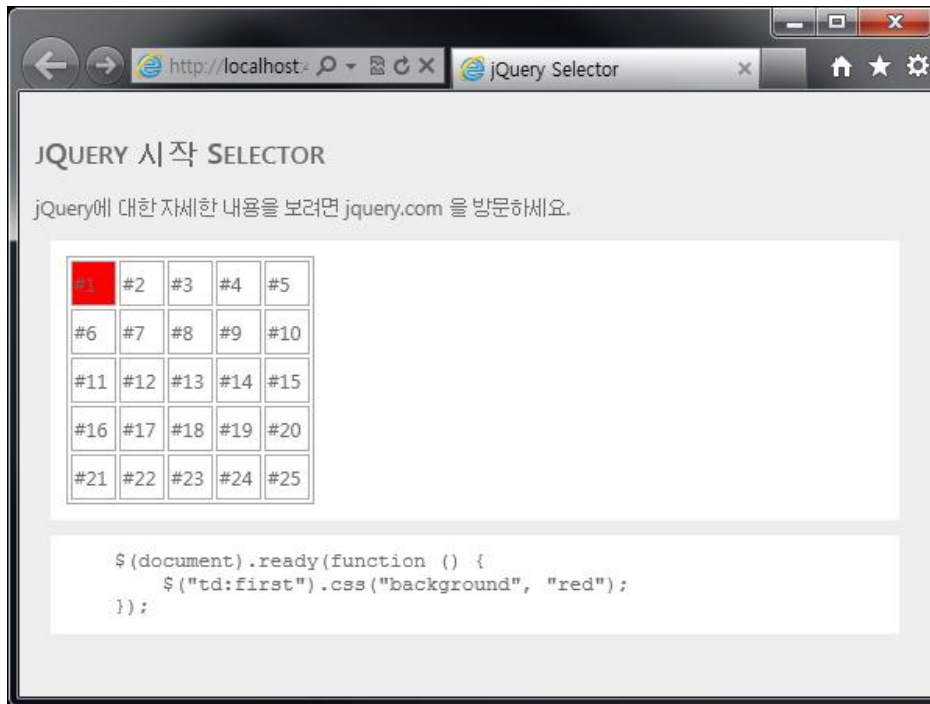 http://localhost:
jQuery Selector
JQUERY 시작 SELECTOR
jQuery에 대한 자세한 내용을 보려면 jquery.com 을 방문하세요.
#1 #2 #3 #4 #5
#6 #7 #8 #9 #10
#11 #12 #13 #14 #15
#16 #17 #18 #19 #20
#21 #22 #23 #24 #25
$(document).ready(function () {
$("td:first").css("background", "red");
});